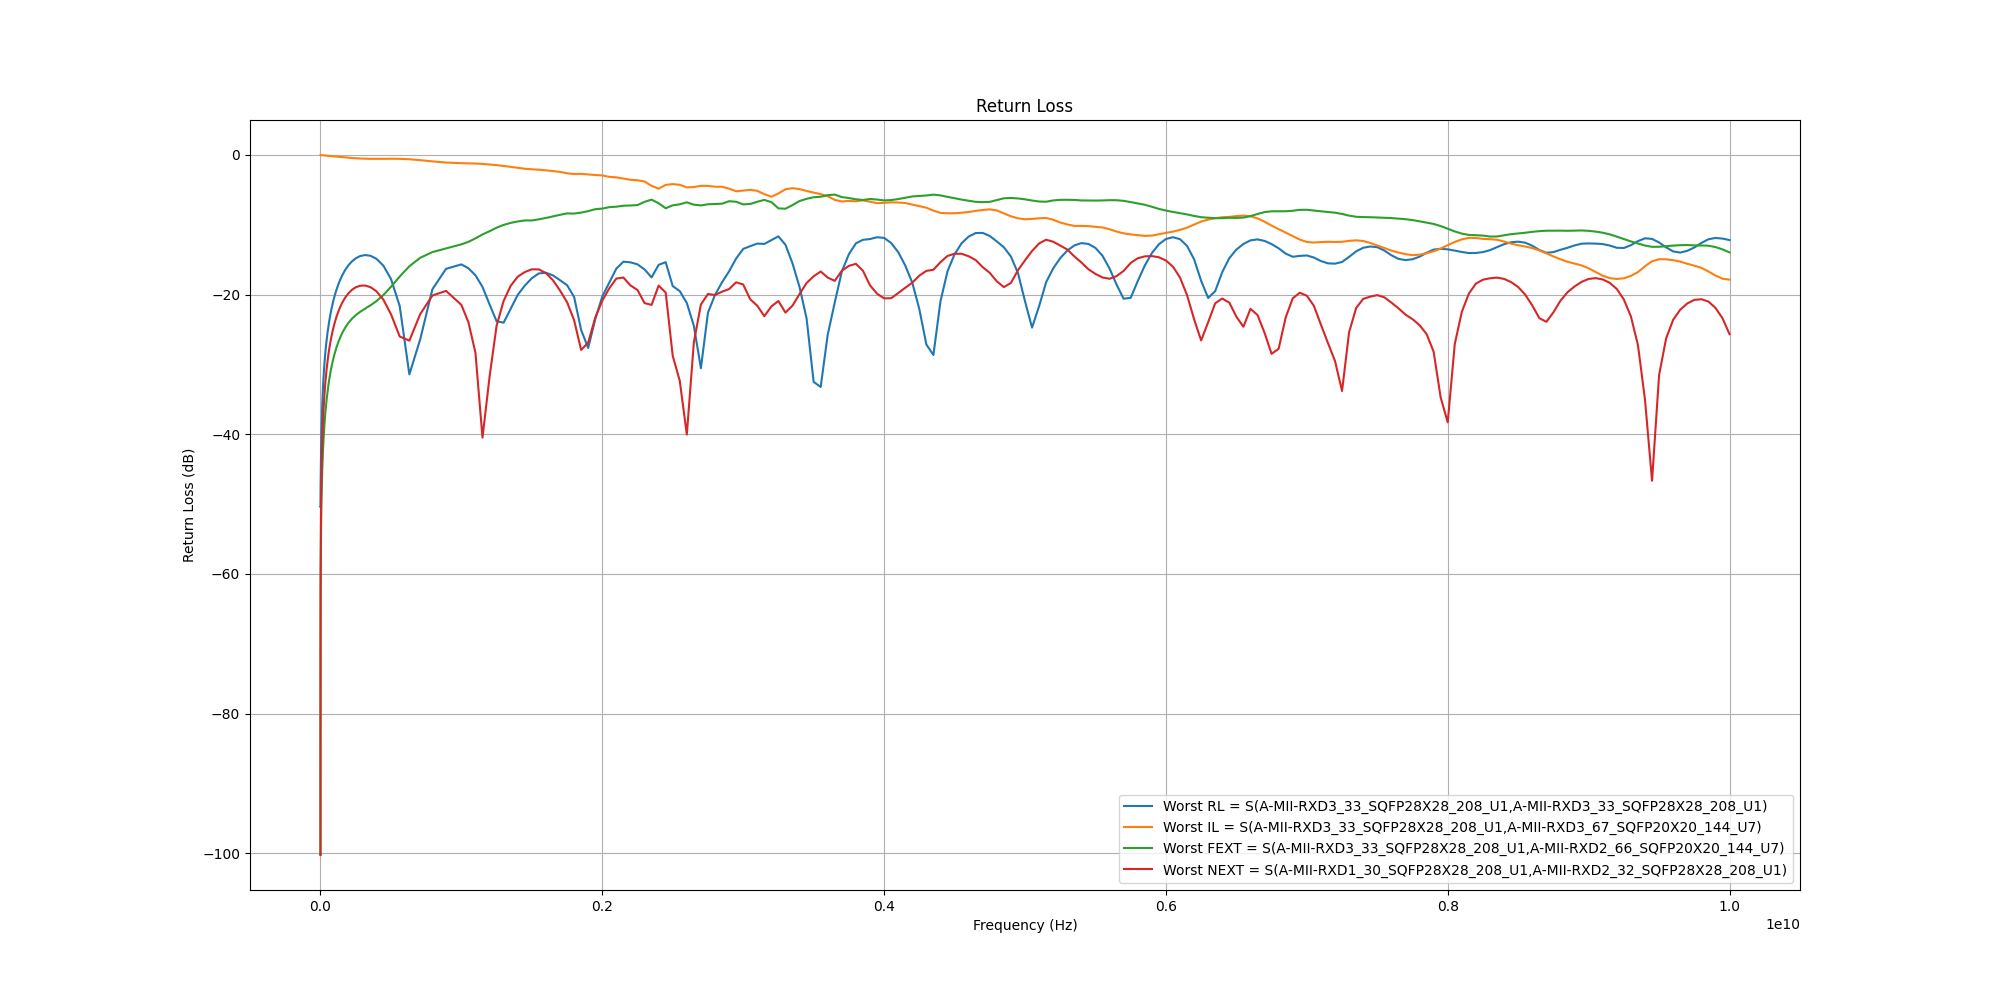 Return Loss
0
−20
−40
−60
−80
−100
Return Loss (dB)
0.0
0.2
0.4
0.6
0.8
1.0
1e10
Frequency (Hz)
Worst RL = S(A-MII-RXD3_33_SQFP28X28_208_U1,A-MII-RXD3_33_SQFP28X28_208_U1)
Worst IL = S(A-MII-RXD3_33_SQFP28X28_208_U1,A-MII-RXD3_67_SQFP20X20_144_U7)
Worst FEXT = S(A-MII-RXD3_33_SQFP28X28_208_U1,A-MII-RXD2_66_SQFP20X20_144_U7)
Worst NEXT = S(A-MII-RXD1_30_SQFP28X28_208_U1,A-MII-RXD2_32_SQFP28X28_208_U1)